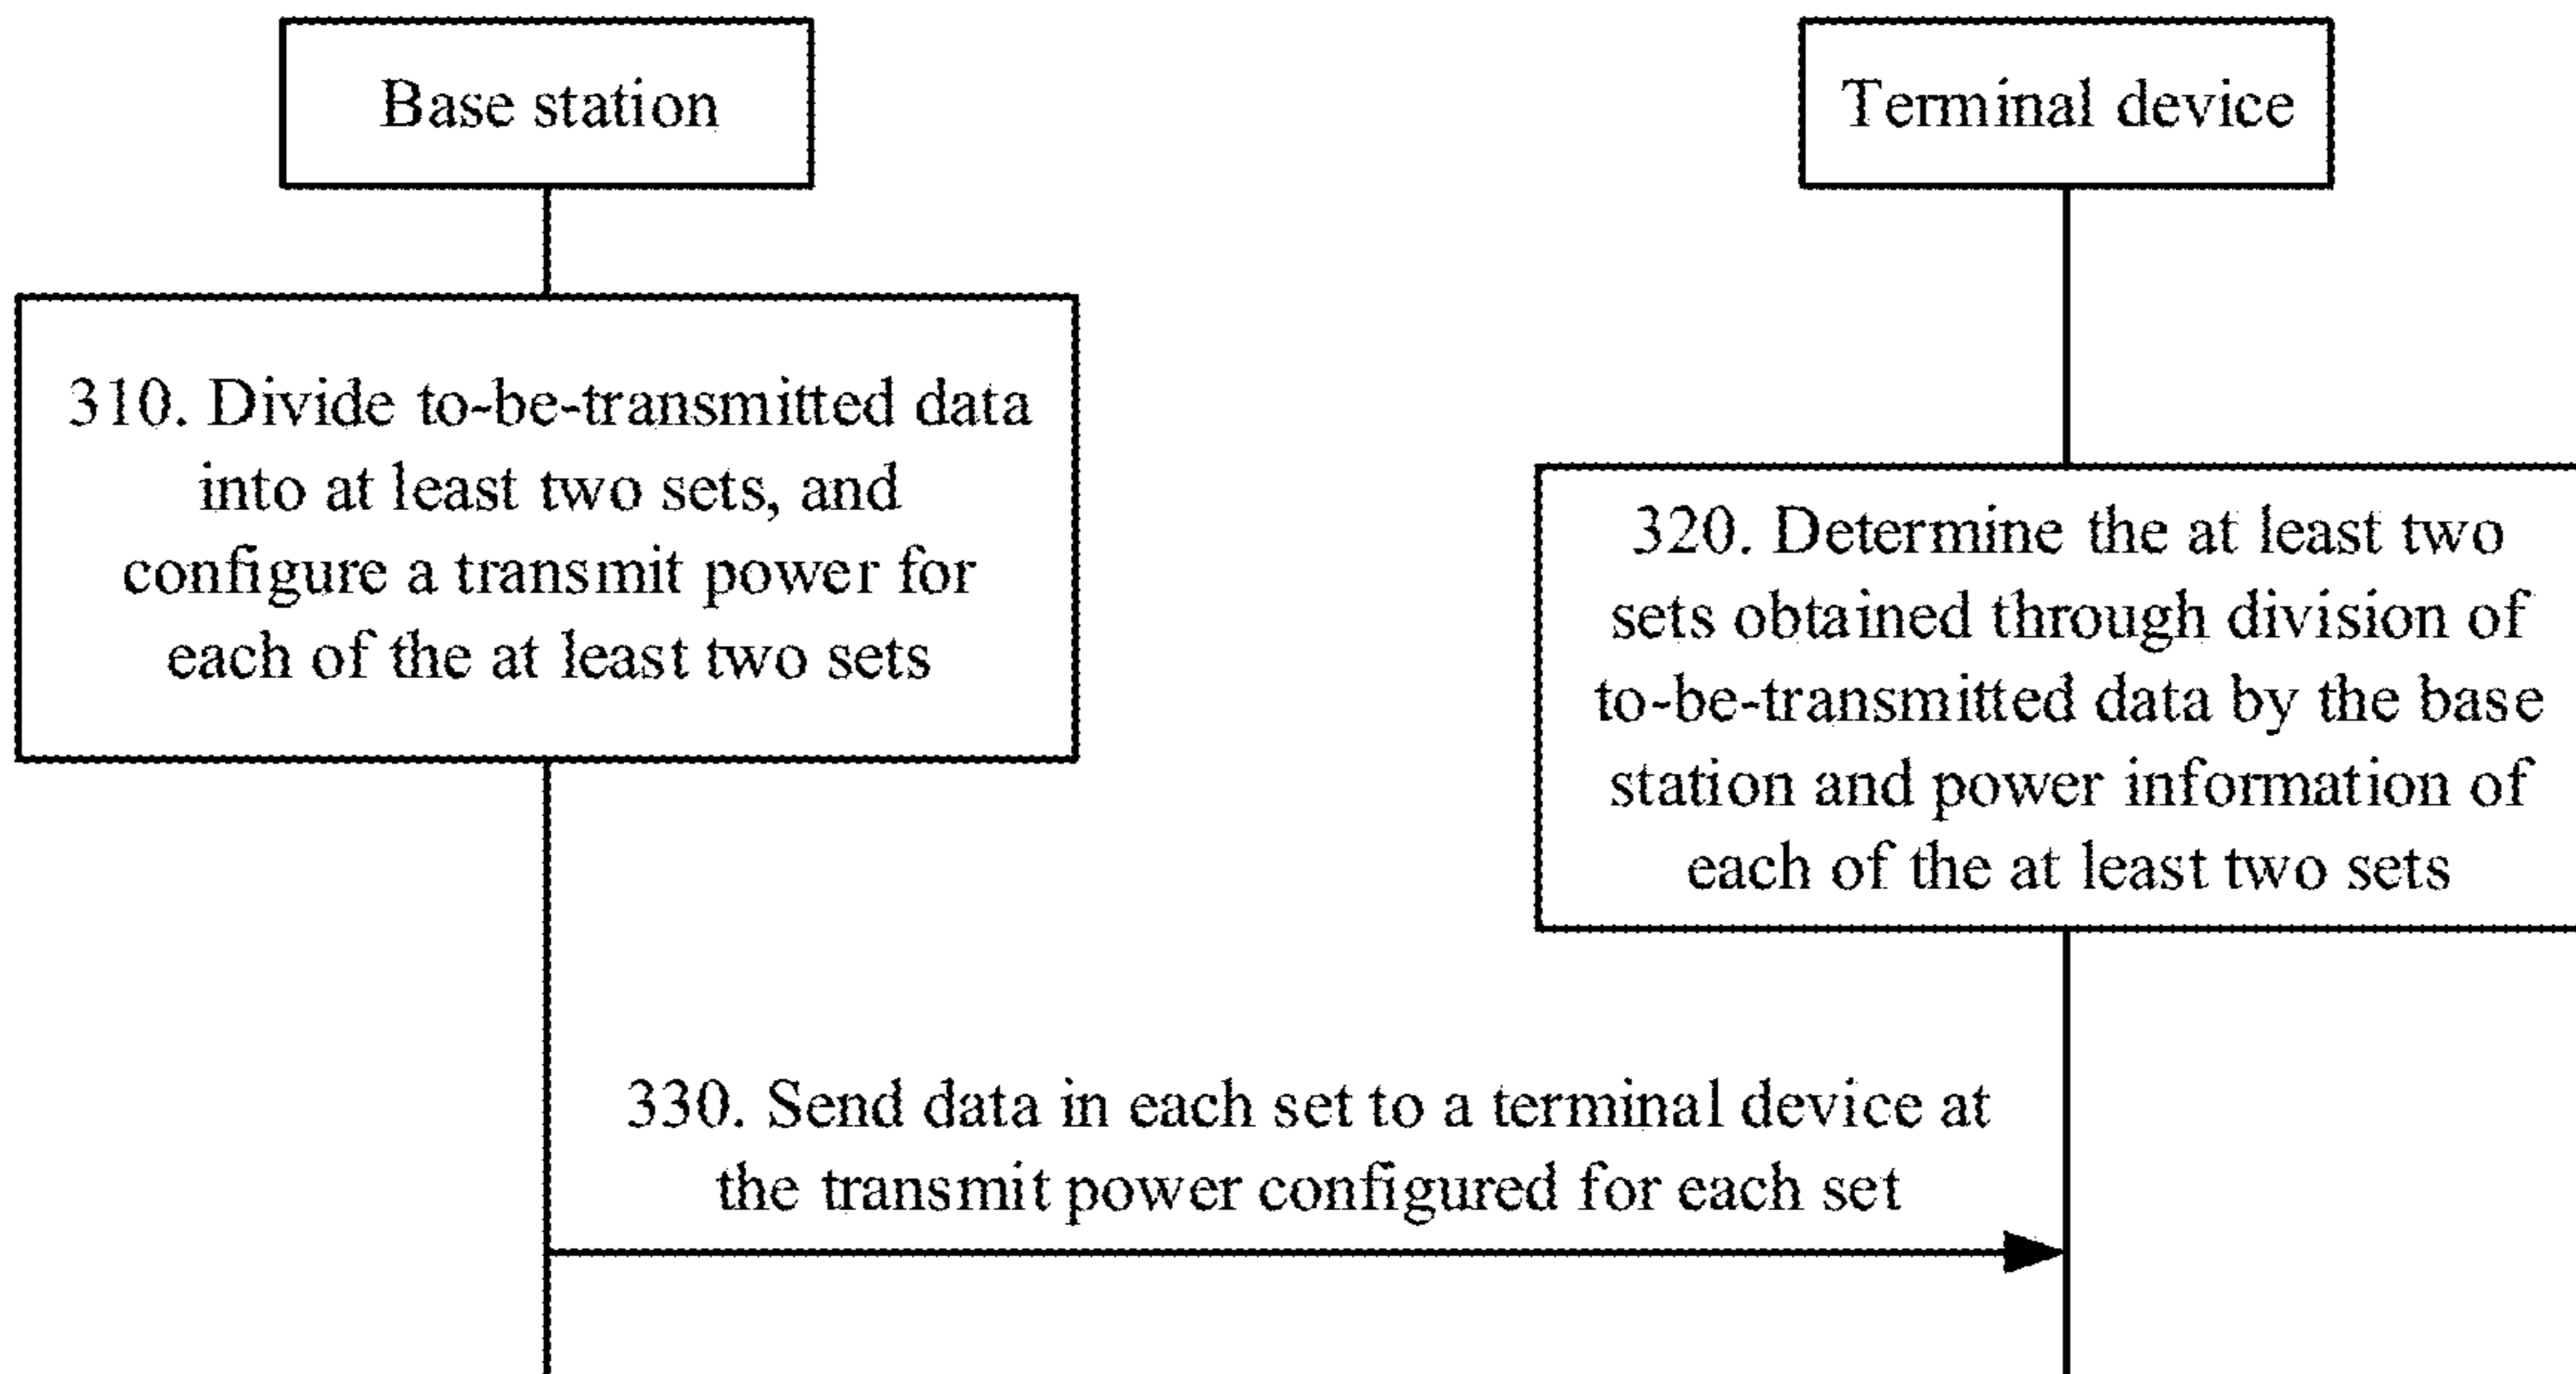 Base station
Terminal device
310. Divide to-be-transmitted data
into at least two sets, and
configure a transmit power for
each of the at least two sets
320. Determine the at least two
sets obtained through division of
to-be-transmitted data by the base
station and power information of
each of the at least two sets
330. Send data in each set to a terminal device at
the transmit power configured for each set